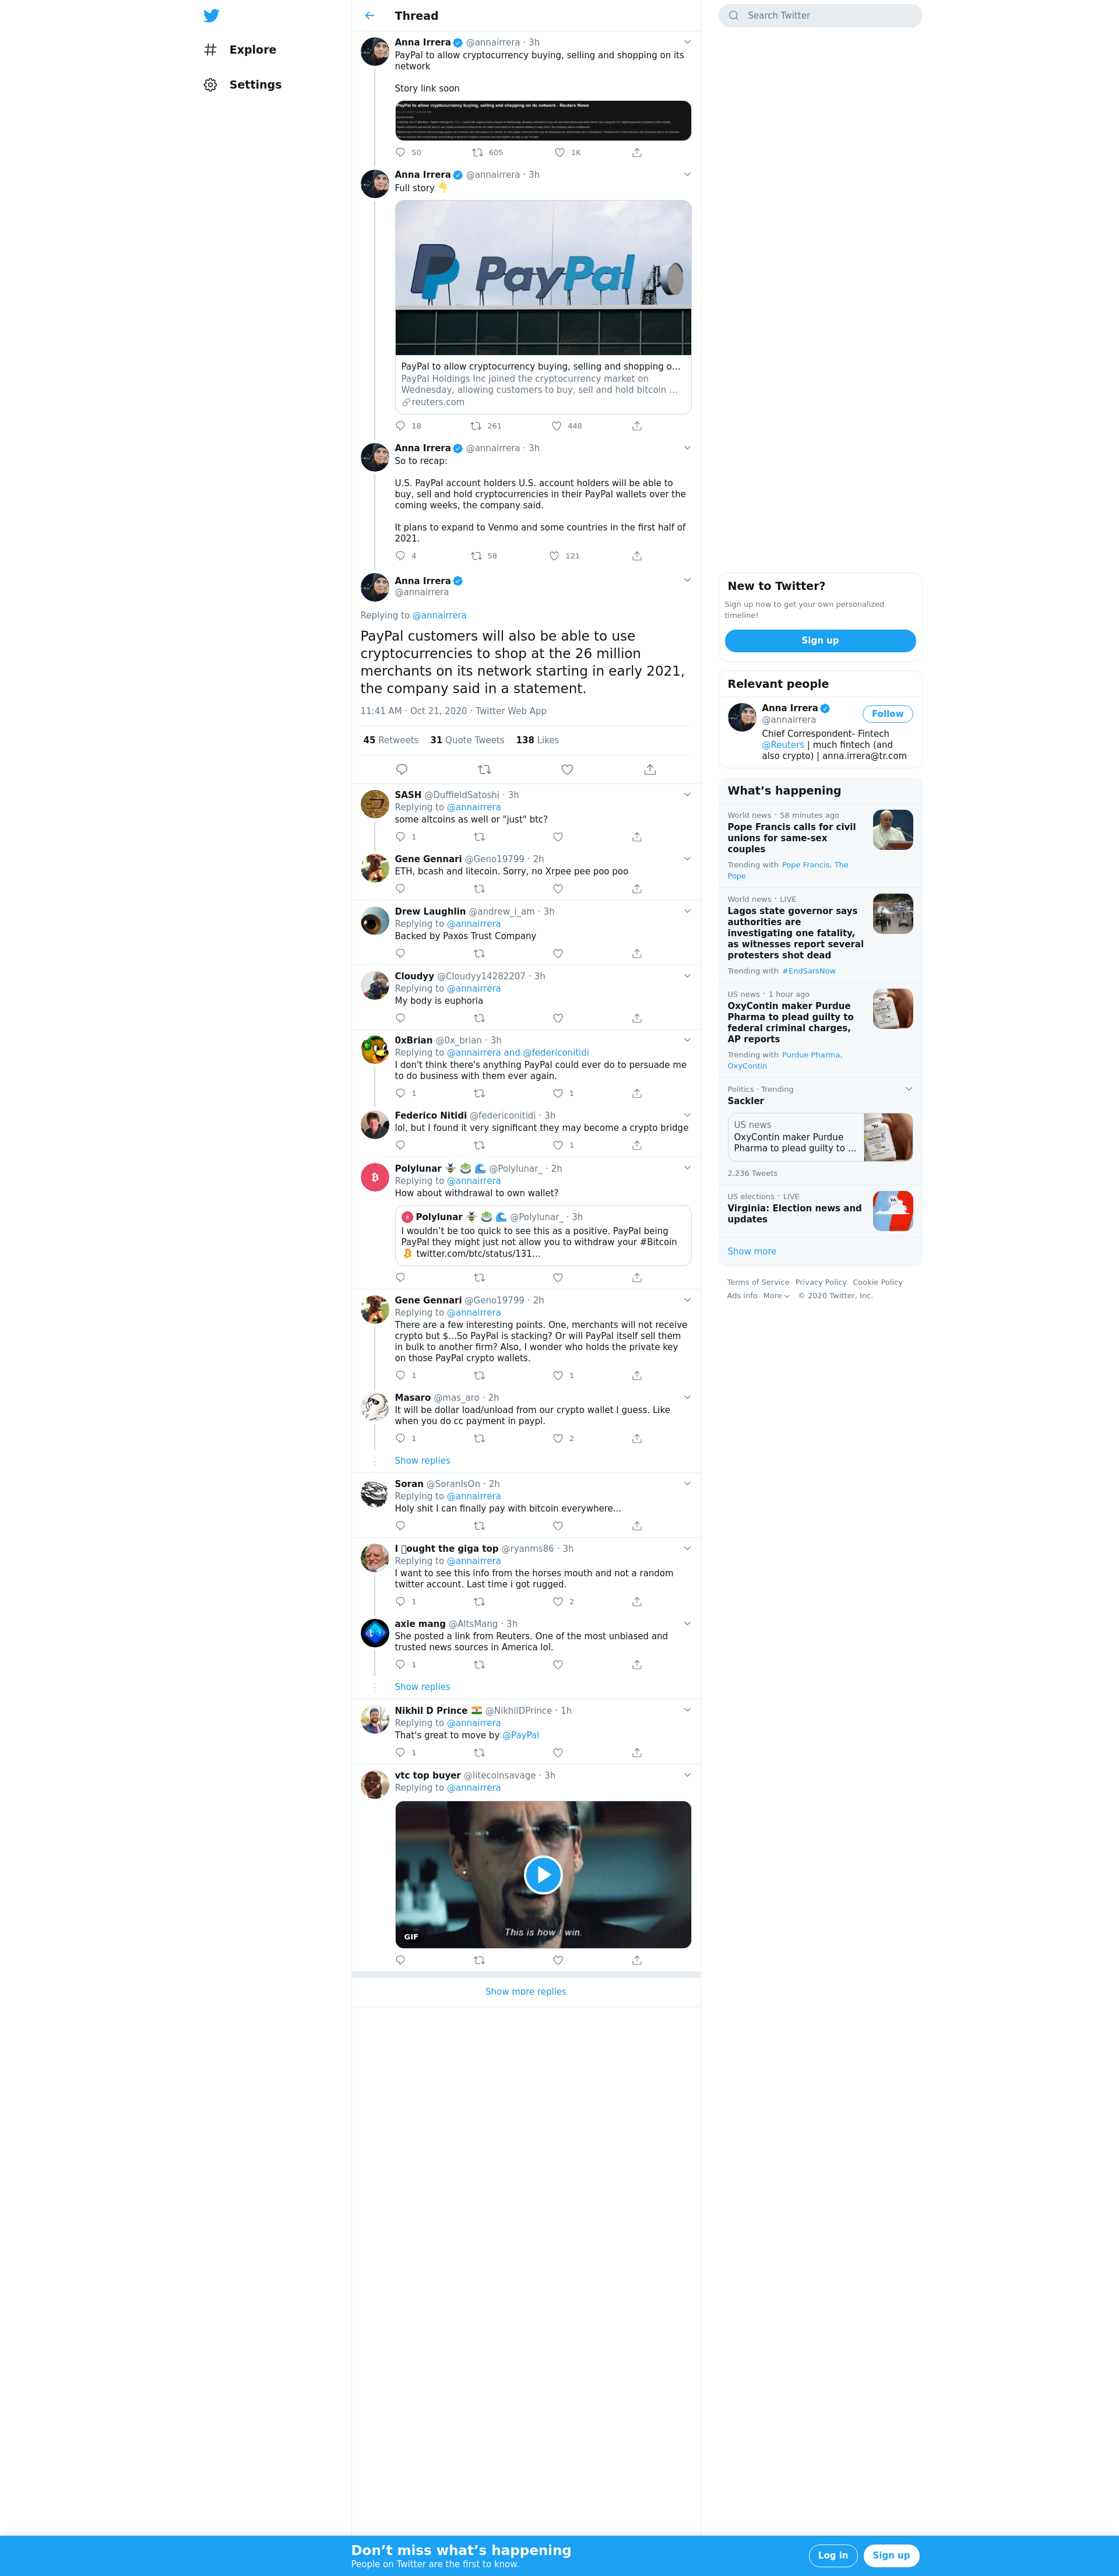 Explore
Settings
Thread
Anna Irrera @annairrera · 3h
PayPal to allow cryptocurrency buying, selling and shopping on its
network
Story link soon
PayPal to allow cryptocurrency buying, selling and shopping on its network - Reuters News
50 605 1K
Anna Irrera @annairrera · 3h
Full story 👇
PayPal
PayPal to allow cryptocurrency buying, selling and shopping o…
PayPal Holdings Inc joined the cryptocurrency market on
Wednesday, allowing customers to buy, sell and hold bitcoin …
reuters.com
18 261 448
Anna Irrera @annairrera · 3h
So to recap:
U.S. PayPal account holders U.S. account holders will be able to
buy, sell and hold cryptocurrencies in their PayPal wallets over the
coming weeks, the company said.
It plans to expand to Venmo and some countries in the first half of
2021.
4 58 121
Anna Irrera
@annairrera
Replying to @annairrera
PayPal customers will also be able to use
cryptocurrencies to shop at the 26 million
merchants on its network starting in early 2021,
the company said in a statement.
11:41 AM · Oct 21, 2020 · Twitter Web App
45 Retweets 31 Quote Tweets 138 Likes
SASH @DuffieldSatoshi · 3h
Replying to @annairrera
some altcoins as well or "just" btc?
1
Gene Gennari @Geno19799 · 2h
ETH, bcash and litecoin. Sorry, no Xrpee pee poo poo
Drew Laughlin @andrew_i_am · 3h
Replying to @annairrera
Backed by Paxos Trust Company
Cloudyy @Cloudyy14282207 · 3h
Replying to @annairrera
My body is euphoria
0xBrian @0x_brian · 3h
Replying to @annairrera and @federiconitidi
I don't think there's anything PayPal could ever do to persuade me
to do business with them ever again.
1 1
Federico Nitidi @federiconitidi · 3h
lol, but I found it very significant they may become a crypto bridge
1
Polylunar @Polylunar_ · 2h
Replying to @annairrera
How about withdrawal to own wallet?
Polylunar @Polylunar_ · 3h
I wouldn’t be too quick to see this as a positive. PayPal being
PayPal they might just not allow you to withdraw your #Bitcoin
twitter.com/btc/status/131…
Gene Gennari @Geno19799 · 2h
Replying to @annairrera
There are a few interesting points. One, merchants will not receive
crypto but $...So PayPal is stacking? Or will PayPal itself sell them
in bulk to another firm? Also, I wonder who holds the private key
on those PayPal crypto wallets.
1 1
Masaro @mas_aro · 2h
It will be dollar load/unload from our crypto wallet I guess. Like
when you do cc payment in paypl.
1 2
Show replies
Soran @SoranIsOn · 2h
Replying to @annairrera
Holy shit I can finally pay with bitcoin everywhere...
I ought the giga top @ryanms86 · 3h
Replying to @annairrera
I want to see this info from the horses mouth and not a random
twitter account. Last time i got rugged.
1 2
axie mang @AltsMang · 3h
She posted a link from Reuters. One of the most unbiased and
trusted news sources in America lol.
1
Show replies
Nikhil D Prince 🇮🇳 @NikhilDPrince · 1h
Replying to @annairrera
That's great to move by @PayPal
1
vtc top buyer @litecoinsavage · 3h
Replying to @annairrera
This is how I win.
GIF
Show more replies
Search Twitter
New to Twitter?
Sign up now to get your own personalized
timeline!
Sign up
Relevant people
Anna Irrera
@annairrera
Follow
Chief Correspondent- Fintech
@Reuters | much fintech (and
also crypto) | anna.irrera@tr.com
What’s happening
World news · 58 minutes ago
Pope Francis calls for civil
unions for same-sex
couples
Trending with Pope Francis, The
Pope
World news · LIVE
Lagos state governor says
authorities are
investigating one fatality,
as witnesses report several
protesters shot dead
Trending with #EndSarsNow
US news · 1 hour ago
OxyContin maker Purdue
Pharma to plead guilty to
federal criminal charges,
AP reports
Trending with Purdue Pharma,
OxyContin
Politics · Trending
Sackler
US news
OxyContin maker Purdue
Pharma to plead guilty to …
2,236 Tweets
US elections · LIVE
Virginia: Election news and
updates
VA
Show more
Terms of Service Privacy Policy Cookie Policy
Ads info More © 2020 Twitter, Inc.
Don’t miss what’s happening
People on Twitter are the first to know.
Log in
Sign up